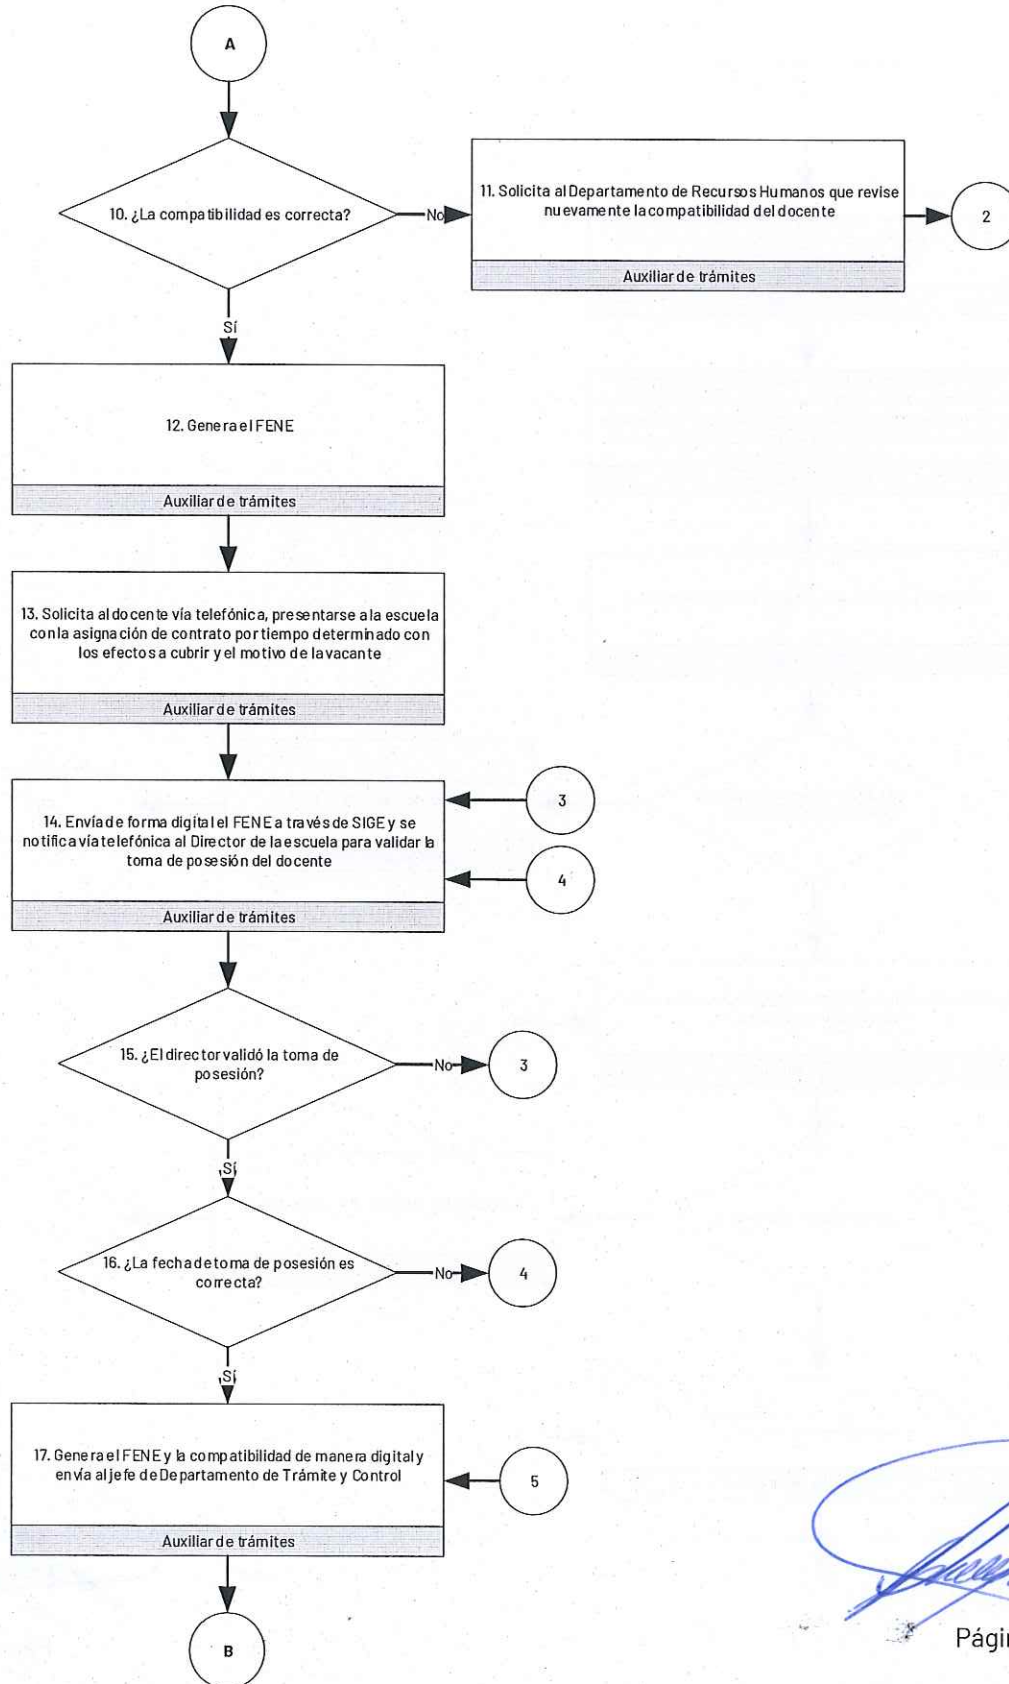 A
10. ¿La compatibilidad es correcta?
No
11. Solicita al Departamento de Recursos Humanos que revise
nuevamente la compatibilidad del docente
Auxiliar de trámites
2
Sí
12. Genera el FENE
Auxiliar de trámites
13. Solicita al docente vía telefónica, presentarse a la escuela
con la asignación de contrato por tiempo determinado con
los efectos a cubrir y el motivo de la vacante
Auxiliar de trámites
14. Envía de forma digital el FENE a través de SIGE y se
notifica vía telefónica al Director de la escuela para validar la
toma de posesión del docente
Auxiliar de trámites
3
4
15. ¿El director validó la toma de
posesión?
No
3
Sí
16. ¿La fecha de toma de posesión es
correcta?
No
4
Sí
17. Genera el FENE y la compatibilidad de manera digital y
envía al jefe de Departamento de Trámite y Control
Auxiliar de trámites
5
B
Págin